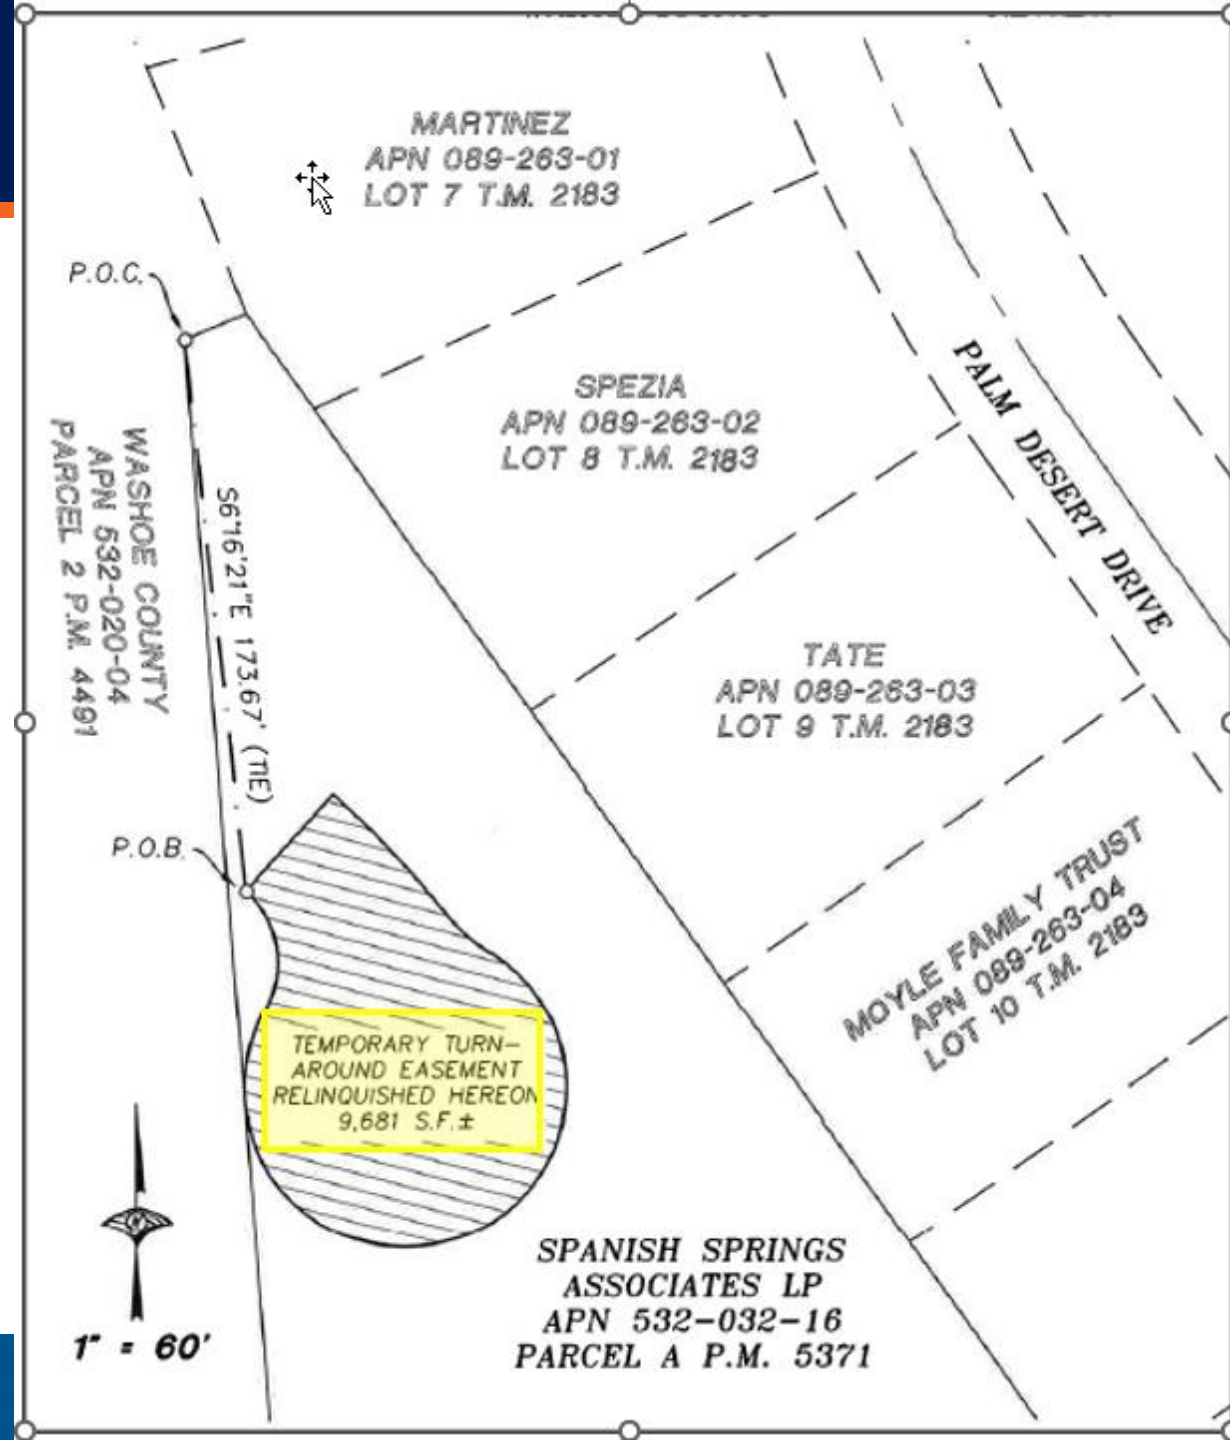 MARTINEZ
APN 089-263-01
LOT 7 T.M. 2183
P.O.C.
SPEZIA
APN 089-263-02
LOT 8 T.M. 2183
PALM DESERT DRIVE
WASHOE COUNTY
APN 532-020-04
PARCEL 2 P.M. 4491
S6°16'21"E 173.67' (TIE)
TATE
APN 089-263-03
LOT 9 T.M. 2183
P.O.B.
MOYLE FAMILY TRUST
APN 089-263-04
LOT 10 T.M. 2183
TEMPORARY TURN-
AROUND EASEMENT
RELINQUISHED HEREON
9,681 S.F.±
SPANISH SPRINGS
ASSOCIATES LP
APN 532-032-16
PARCEL A P.M. 5371
1" = 60'